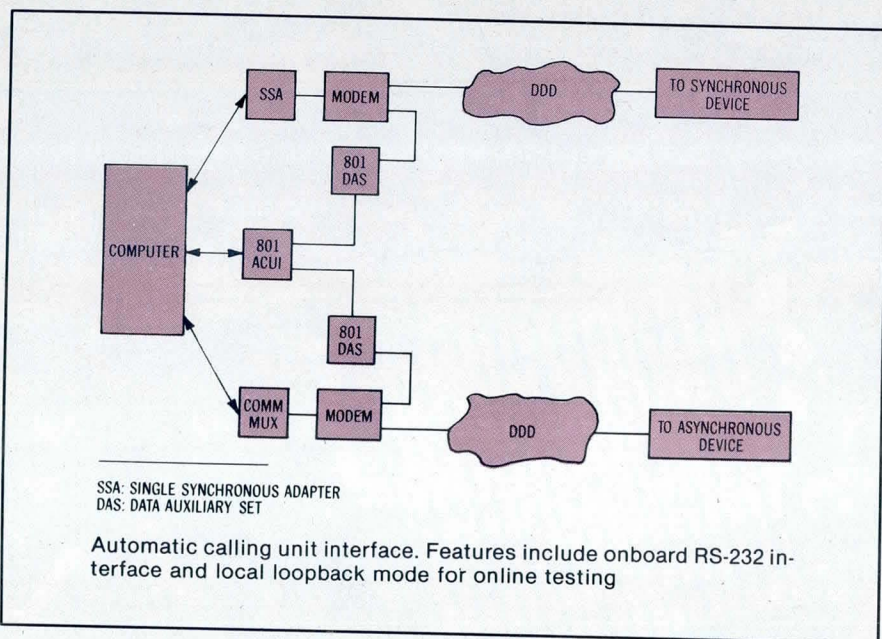 SSA
MODEM
DDD
TO SYNCHRONOUS
DEVICE
801
DAS
COMPUTER
801
ACUI
801
DAS
COMM
MUX
MODEM
DDD
TO ASYNCHRONOUS
DEVICE
SSA: SINGLE SYNCHRONOUS ADAPTER
DAS: DATA AUXILIARY SET
Automatic calling unit interface. Features include onboard RS-232 in-
terface and local loopback mode for online testing